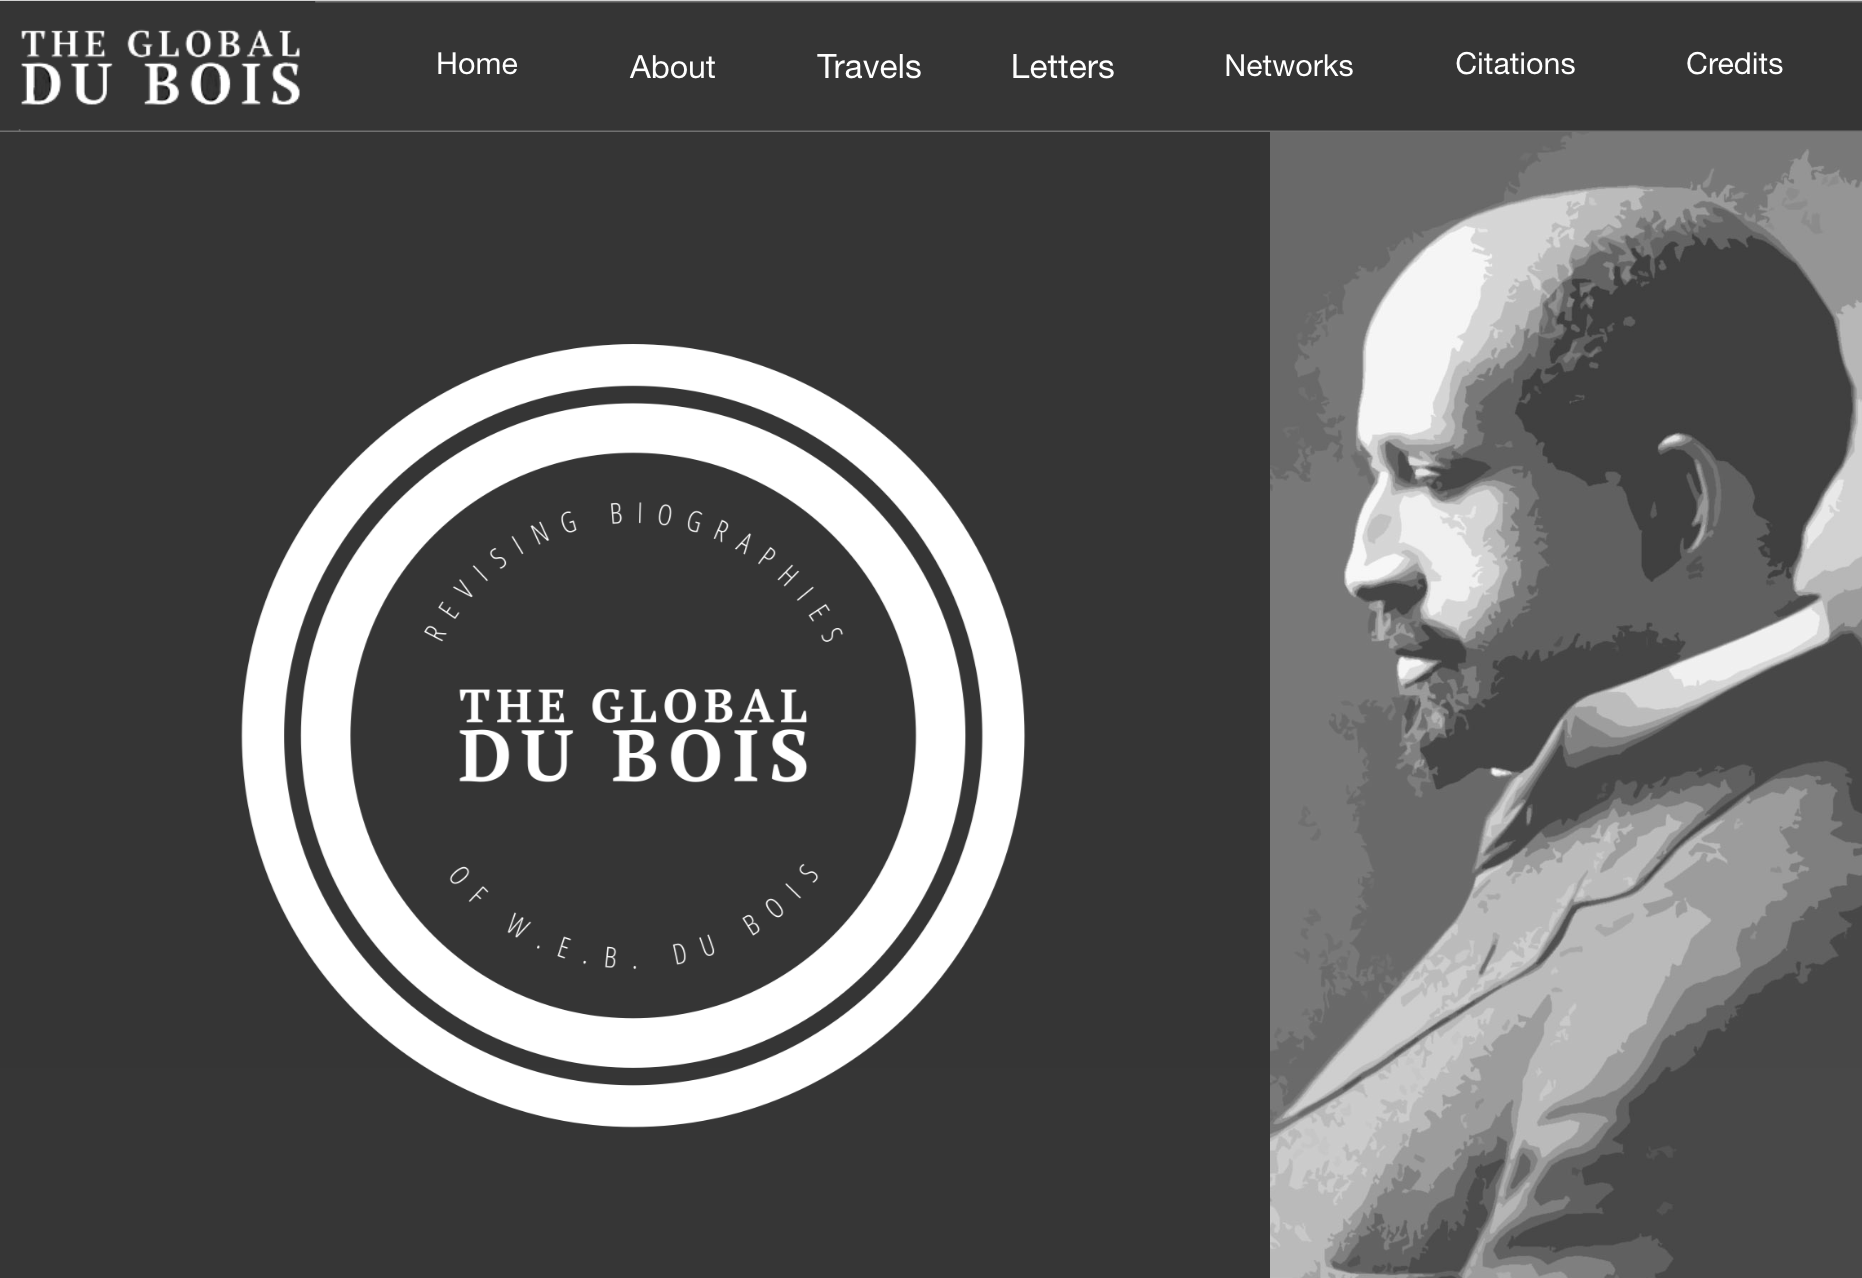 THE GLOBAL
DU BOIS
Home
About
Travels
Letters
Networks
Citations
Credits
REVISING BIOGRAPHIES
THE GLOBAL
DU BOIS
OF W.E.B. DU BOIS